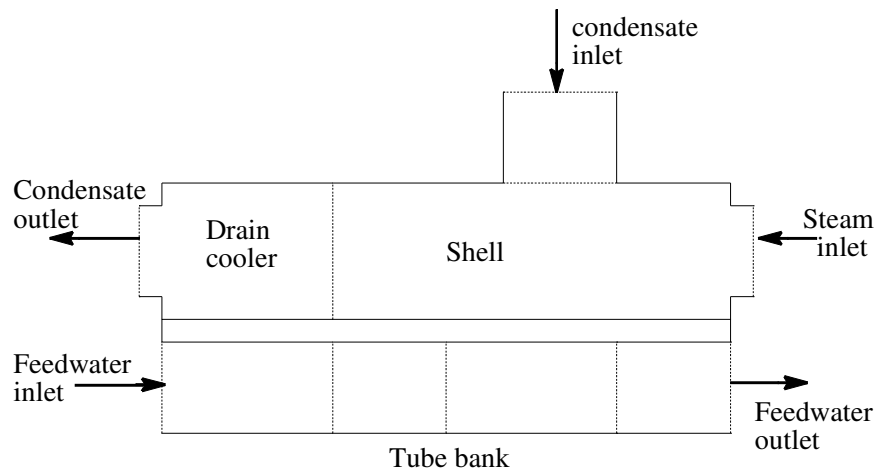 condensate
inlet
Condensate
outlet
Drain
cooler
Shell
Steam
inlet
Feedwater
inlet
Feedwater
outlet
Tube bank